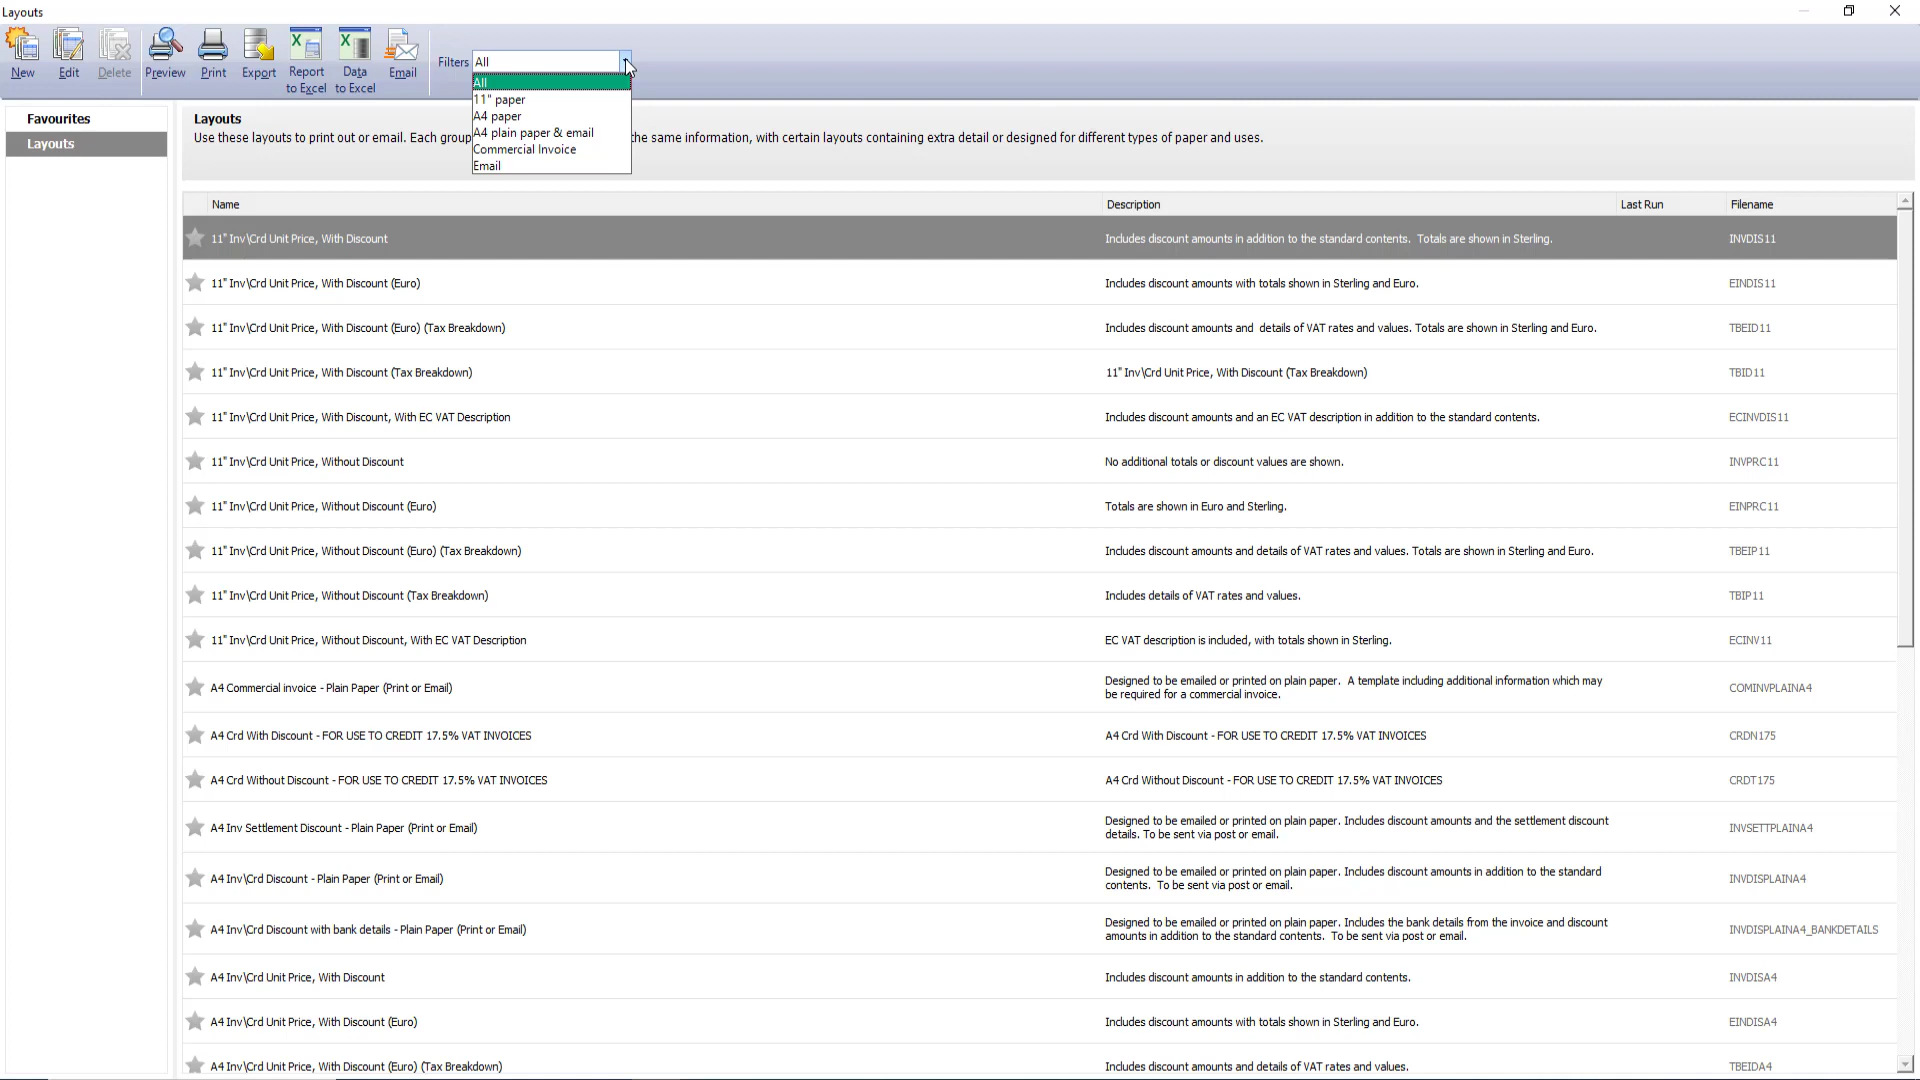 Layouts
New
Edit
Delete
Preview
Print
Export
Report
to Excel
Data
to Excel
Email
Filters All
All
11" paper
A4 paper
A4 plain paper & email
Commercial Invoice
Email
Favourites
Layouts
Layouts
Use these layouts to print out or email. Each group the same information, with certain layouts containing extra detail or designed for different types of paper and uses.
Name Description Last Run Filename
11" Inv\Crd Unit Price, With Discount Includes discount amounts in addition to the standard contents. Totals are shown in Sterling. INVDIS11
11" Inv\Crd Unit Price, With Discount (Euro) Includes discount amounts with totals shown in Sterling and Euro. EINDIS11
11" Inv\Crd Unit Price, With Discount (Euro) (Tax Breakdown) Includes discount amounts and details of VAT rates and values. Totals are shown in Sterling and Euro. TBEID11
11" Inv\Crd Unit Price, With Discount (Tax Breakdown) 11" Inv\Crd Unit Price, With Discount (Tax Breakdown) TBID11
11" Inv\Crd Unit Price, With Discount, With EC VAT Description Includes discount amounts and an EC VAT description in addition to the standard contents. ECINVDIS11
11" Inv\Crd Unit Price, Without Discount No additional totals or discount values are shown. INVPRC11
11" Inv\Crd Unit Price, Without Discount (Euro) Totals are shown in Euro and Sterling. EINPRC11
11" Inv\Crd Unit Price, Without Discount (Euro) (Tax Breakdown) Includes discount amounts and details of VAT rates and values. Totals are shown in Sterling and Euro. TBEIP11
11" Inv\Crd Unit Price, Without Discount (Tax Breakdown) Includes details of VAT rates and values. TBIP11
11" Inv\Crd Unit Price, Without Discount, With EC VAT Description EC VAT description is included, with totals shown in Sterling. ECINV11
A4 Commercial invoice - Plain Paper (Print or Email) Designed to be emailed or printed on plain paper. A template including additional information which may
be required for a commercial invoice. COMINVPLAINA4
A4 Crd With Discount - FOR USE TO CREDIT 17.5% VAT INVOICES A4 Crd With Discount - FOR USE TO CREDIT 17.5% VAT INVOICES CRDN175
A4 Crd Without Discount - FOR USE TO CREDIT 17.5% VAT INVOICES A4 Crd Without Discount - FOR USE TO CREDIT 17.5% VAT INVOICES CRDT175
A4 Inv Settlement Discount - Plain Paper (Print or Email) Designed to be emailed or printed on plain paper. Includes discount amounts and the settlement discount
details. To be sent via post or email. INVSETTPLAINA4
A4 Inv\Crd Discount - Plain Paper (Print or Email) Designed to be emailed or printed on plain paper. Includes discount amounts in addition to the standard
contents. To be sent via post or email. INVDISPLAINA4
A4 Inv\Crd Discount with bank details - Plain Paper (Print or Email) Designed to be emailed or printed on plain paper. Includes the bank details from the invoice and discount
amounts in addition to the standard contents. To be sent via post or email. INVDISPLAINA4_BANKDETAILS
A4 Inv\Crd Unit Price, With Discount Includes discount amounts in addition to the standard contents. INVDISA4
A4 Inv\Crd Unit Price, With Discount (Euro) Includes discount amounts with totals shown in Sterling and Euro. EINDISA4
A4 Inv\Crd Unit Price, With Discount (Euro) (Tax Breakdown) Includes discount amounts and details of VAT rates and values. TBEIDA4